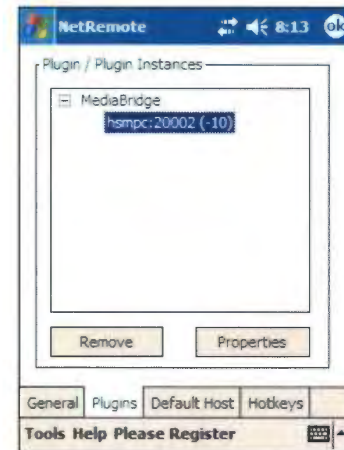 NetRemote 8:13 ok
Plugin / Plugin Instances
MediaBridge
hsmpc:20002 (-10)
Remove Properties
General Plugins Default Host Hotkeys
Tools Help Please Register